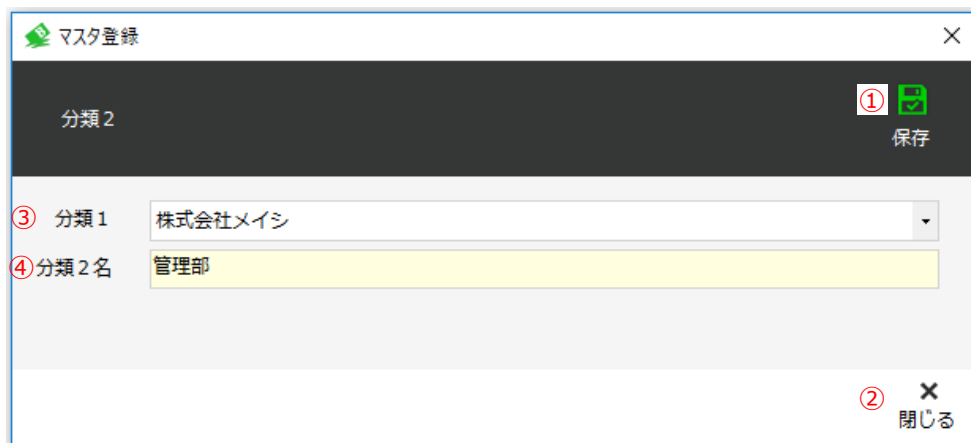 マスタ登録
分類2
①
保存
③ 分類1 株式会社メイシ
④ 分類2名 管理部
②
閉じる